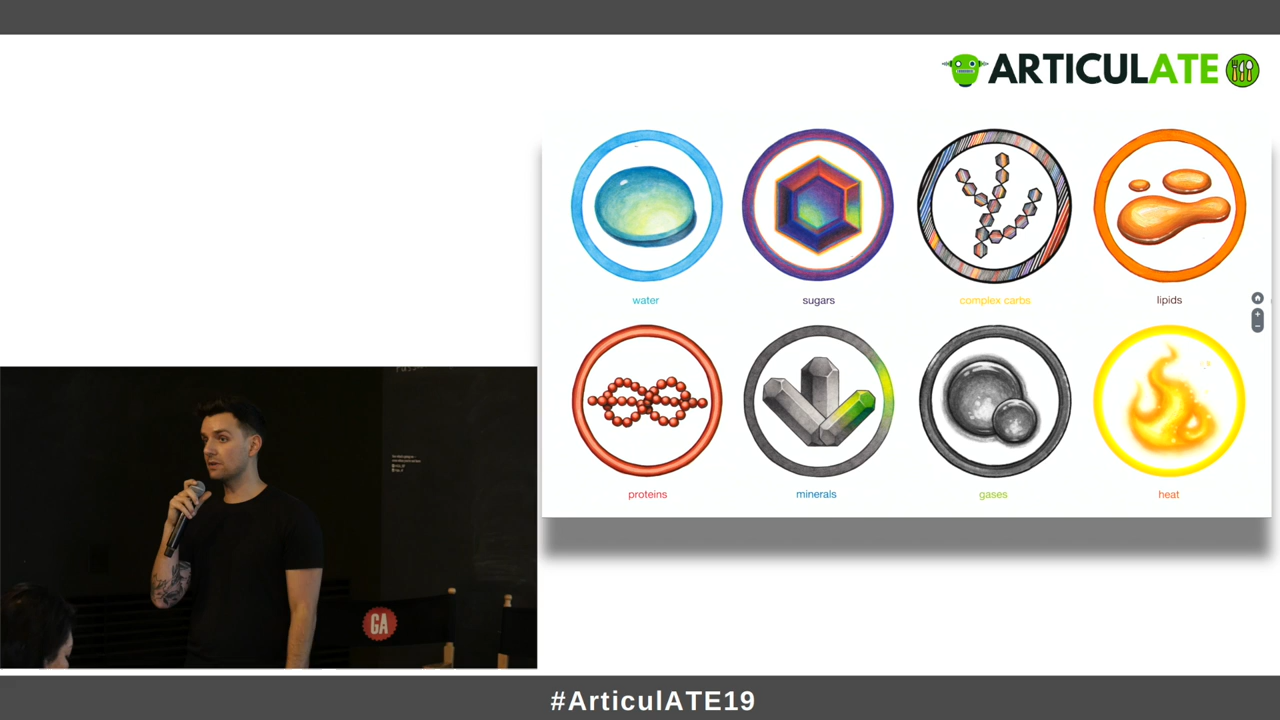 ARTICULATE
water
sugars
complex carbs
lipids
proteins
minerals
gases
heat
GA
#ArticulATE19